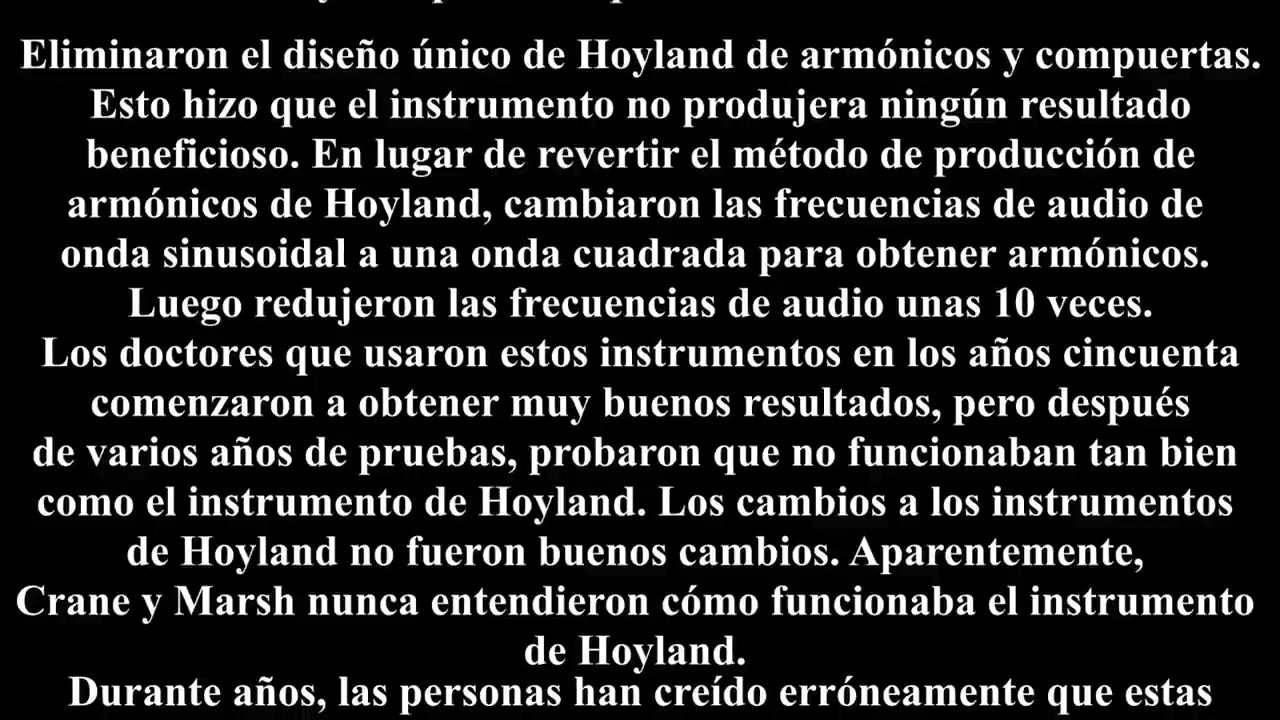 Eliminaron el diseño único de Hoyland de armónicos y compuertas.
Esto hizo que el instrumento no produjera ningún resultado
beneficioso. En lugar de revertir el método de producción de
armónicos de Hoyland, cambiaron las frecuencias de audio de
onda sinusoidal a una onda cuadrada para obtener armónicos.
Luego redujeron las frecuencias de audio unas 10 veces.
Los doctores que usaron estos instrumentos en los años cincuenta
comenzaron a obtener muy buenos resultados, pero después
de varios años de pruebas, probaron que no funcionaban tan bien
como el instrumento de Hoyland. Los cambios a los instrumentos
de Hoyland no fueron buenos cambios. Aparentemente,
Crane y Marsh nunca entendieron cómo funcionaba el instrumento
de Hoyland.
Durante años, las personas han creído erróneamente que estas